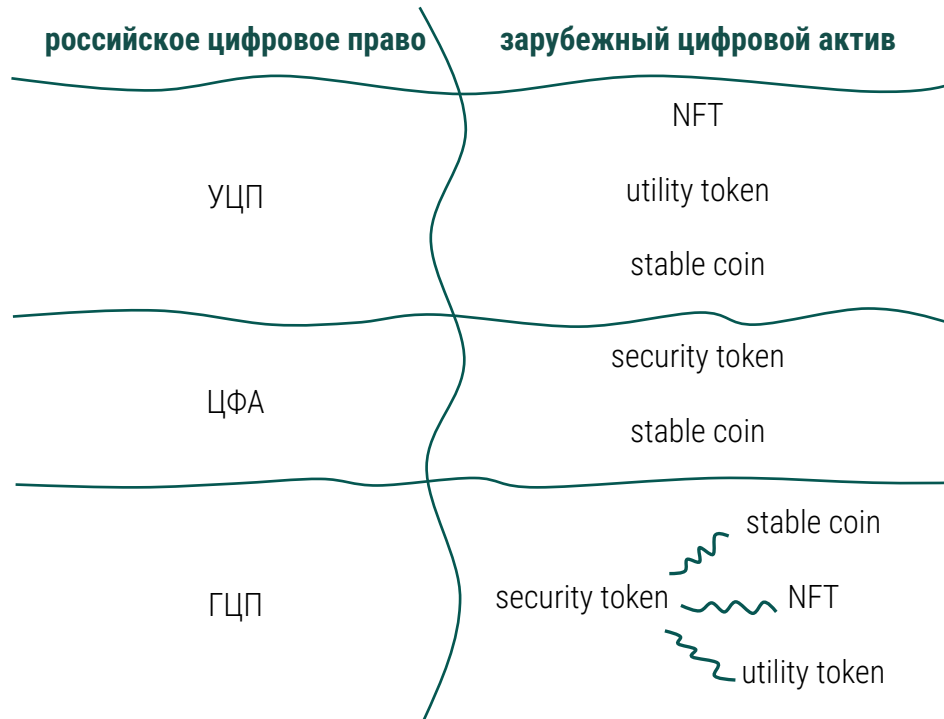 российское цифровое право
зарубежный цифровой актив
NFT
УЦП
utility token
stable coin
security token
ЦФА
stable coin
stable coin
ГЦП
security token
NFT
utility token